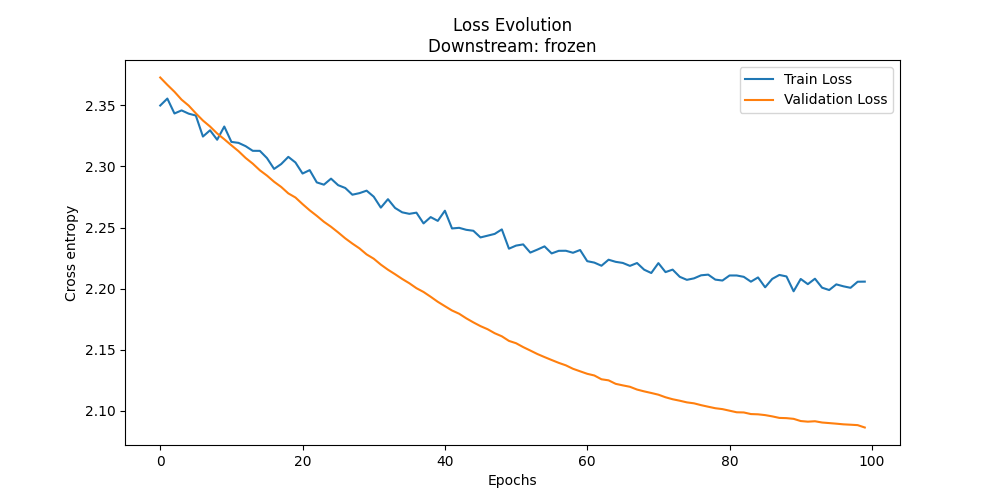 Loss Evolution
Downstream: frozen
Train Loss
Validation Loss
Cross entropy
2.35
2.30
2.25
2.20
2.15
2.10
0
20
40
60
80
100
Epochs